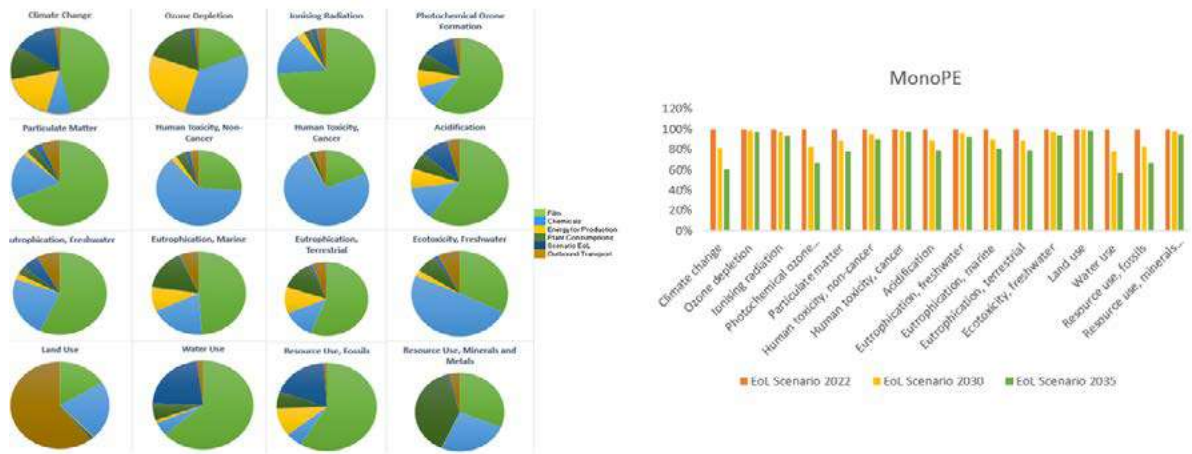 Climate Change
Ozone Depletion
Ionising Radiation
Photochemical Ozone
Formation
Particulate Matter
Human Toxicity, Non-
Cancer
Human Toxicity,
Cancer
Acidification
utrophication, Freshwater
Eutrophication, Marine
Eutrophication,
Terrestrial
Ecotoxicity, Freshwater
Land Use
Water Use
Resource Use, Fossils
Resource Use, Minerals and
Metals
Film
Chemicals
Energy for Production
Plant Consumptions
Scenario EoL
Outbound Transport
MonoPE
120%
100%
80%
60%
40%
20%
0%
Climate change
Ozone depletion
Ionising radiation
Photochemical ozone...
Particulate matter
Human toxicity, non-cancer
Human toxicity, cancer
Acidification
Eutrophication, freshwater
Eutrophication, marine
Eutrophication, terrestrial
Ecotoxicity, freshwater
Land use
Water use
Resource use, fossils
Resource use, minerals...
EoL Scenario 2022
EoL Scenario 2030
EoL Scenario 2035